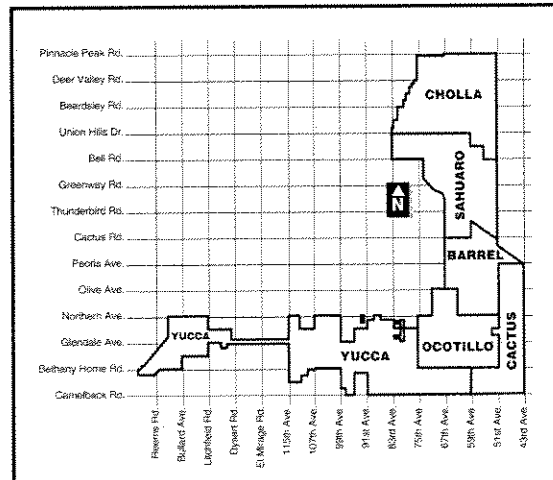 Pinnacle Peak Rd.
Deer Valley Rd.
Beardsley Rd.
Union Hills Dr.
Bell Rd.
Greenway Rd.
Thunderbird Rd.
Cactus Rd.
Peoria Ave.
Olive Ave.
Northern Ave.
Glendale Ave.
Bethany Home Rd.
Camelback Rd.
CHOLLA
SAHUARO
N
BARREL
YUCCA
YUCCA
OCOTILLO
CACTUS
Reems Rd.
Bullard Ave.
Litchfield Rd.
Dysart Rd.
El Mirage Rd.
115th Ave.
107th Ave.
99th Ave.
91st Ave.
83rd Ave.
75th Ave.
67th Ave.
59th Ave.
51st Ave.
43rd Ave.